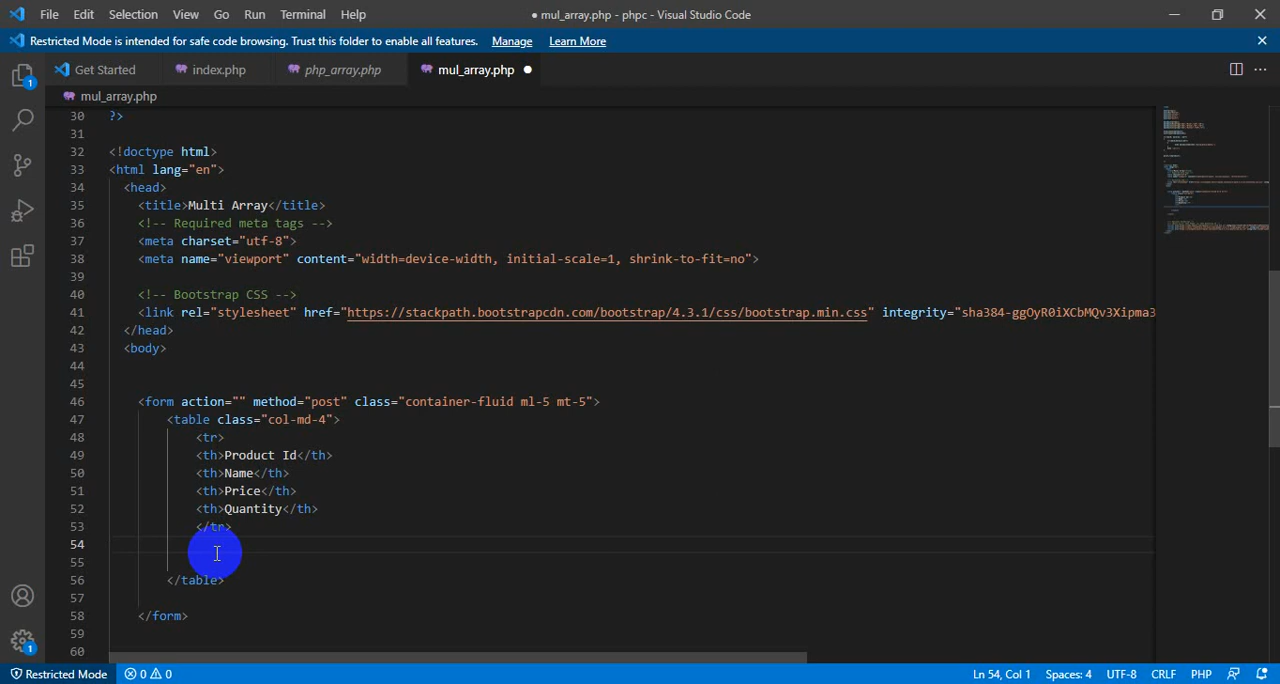 File Edit Selection View Go Run Terminal Help ● mul_array.php - phpc - Visual Studio Code
Restricted Mode is intended for safe code browsing. Trust this folder to enable all features. Manage Learn More
1 Get Started index.php php_array.php mul_array.php
mul_array.php
30 ?>
31
32 <!doctype html>
33 <html lang="en">
34 <head>
35 <title>Multi Array</title>
36 <!-- Required meta tags -->
37 <meta charset="utf-8">
38 <meta name="viewport" content="width=device-width, initial-scale=1, shrink-to-fit=no">
39
40 <!-- Bootstrap CSS -->
41 <link rel="stylesheet" href="https://stackpath.bootstrapcdn.com/bootstrap/4.3.1/css/bootstrap.min.css" integrity="sha384-ggOyR0iXCbMQv3Xipma3
42 </head>
43 <body>
44
45
46 <form action="" method="post" class="container-fluid ml-5 mt-5">
47 <table class="col-md-4">
48 <tr>
49 <th>Product Id</th>
50 <th>Name</th>
51 <th>Price</th>
52 <th>Quantity</th>
53 </tr>
54
55
56 </table>
57
58 </form>
59
60
1
Restricted Mode 0 0 Ln 54, Col 1 Spaces: 4 UTF-8 CRLF PHP